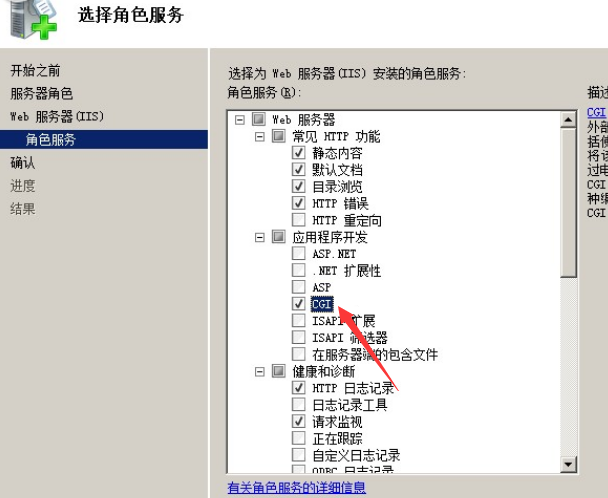 选择角色服务
开始之前
服务器角色
Web 服务器(IIS)
角色服务
确认
进度
结果
选择为 Web 服务器(IIS) 安装的角色服务:
角色服务(R):
Web 服务器
常见 HTTP 功能
静态内容
默认文档
目录浏览
HTTP 错误
HTTP 重定向
应用程序开发
ASP.NET
.NET 扩展性
ASP
CGI
ISAPI 扩展
ISAPI 筛选器
在服务器端的包含文件
健康和诊断
HTTP 日志记录
日志记录工具
请求监视
正在跟踪
自定义日志记录
ODBC 日志记录
有关角色服务的详细信息
描述
CGI
外部
括使
将该
过电
CGI
种编
CGI